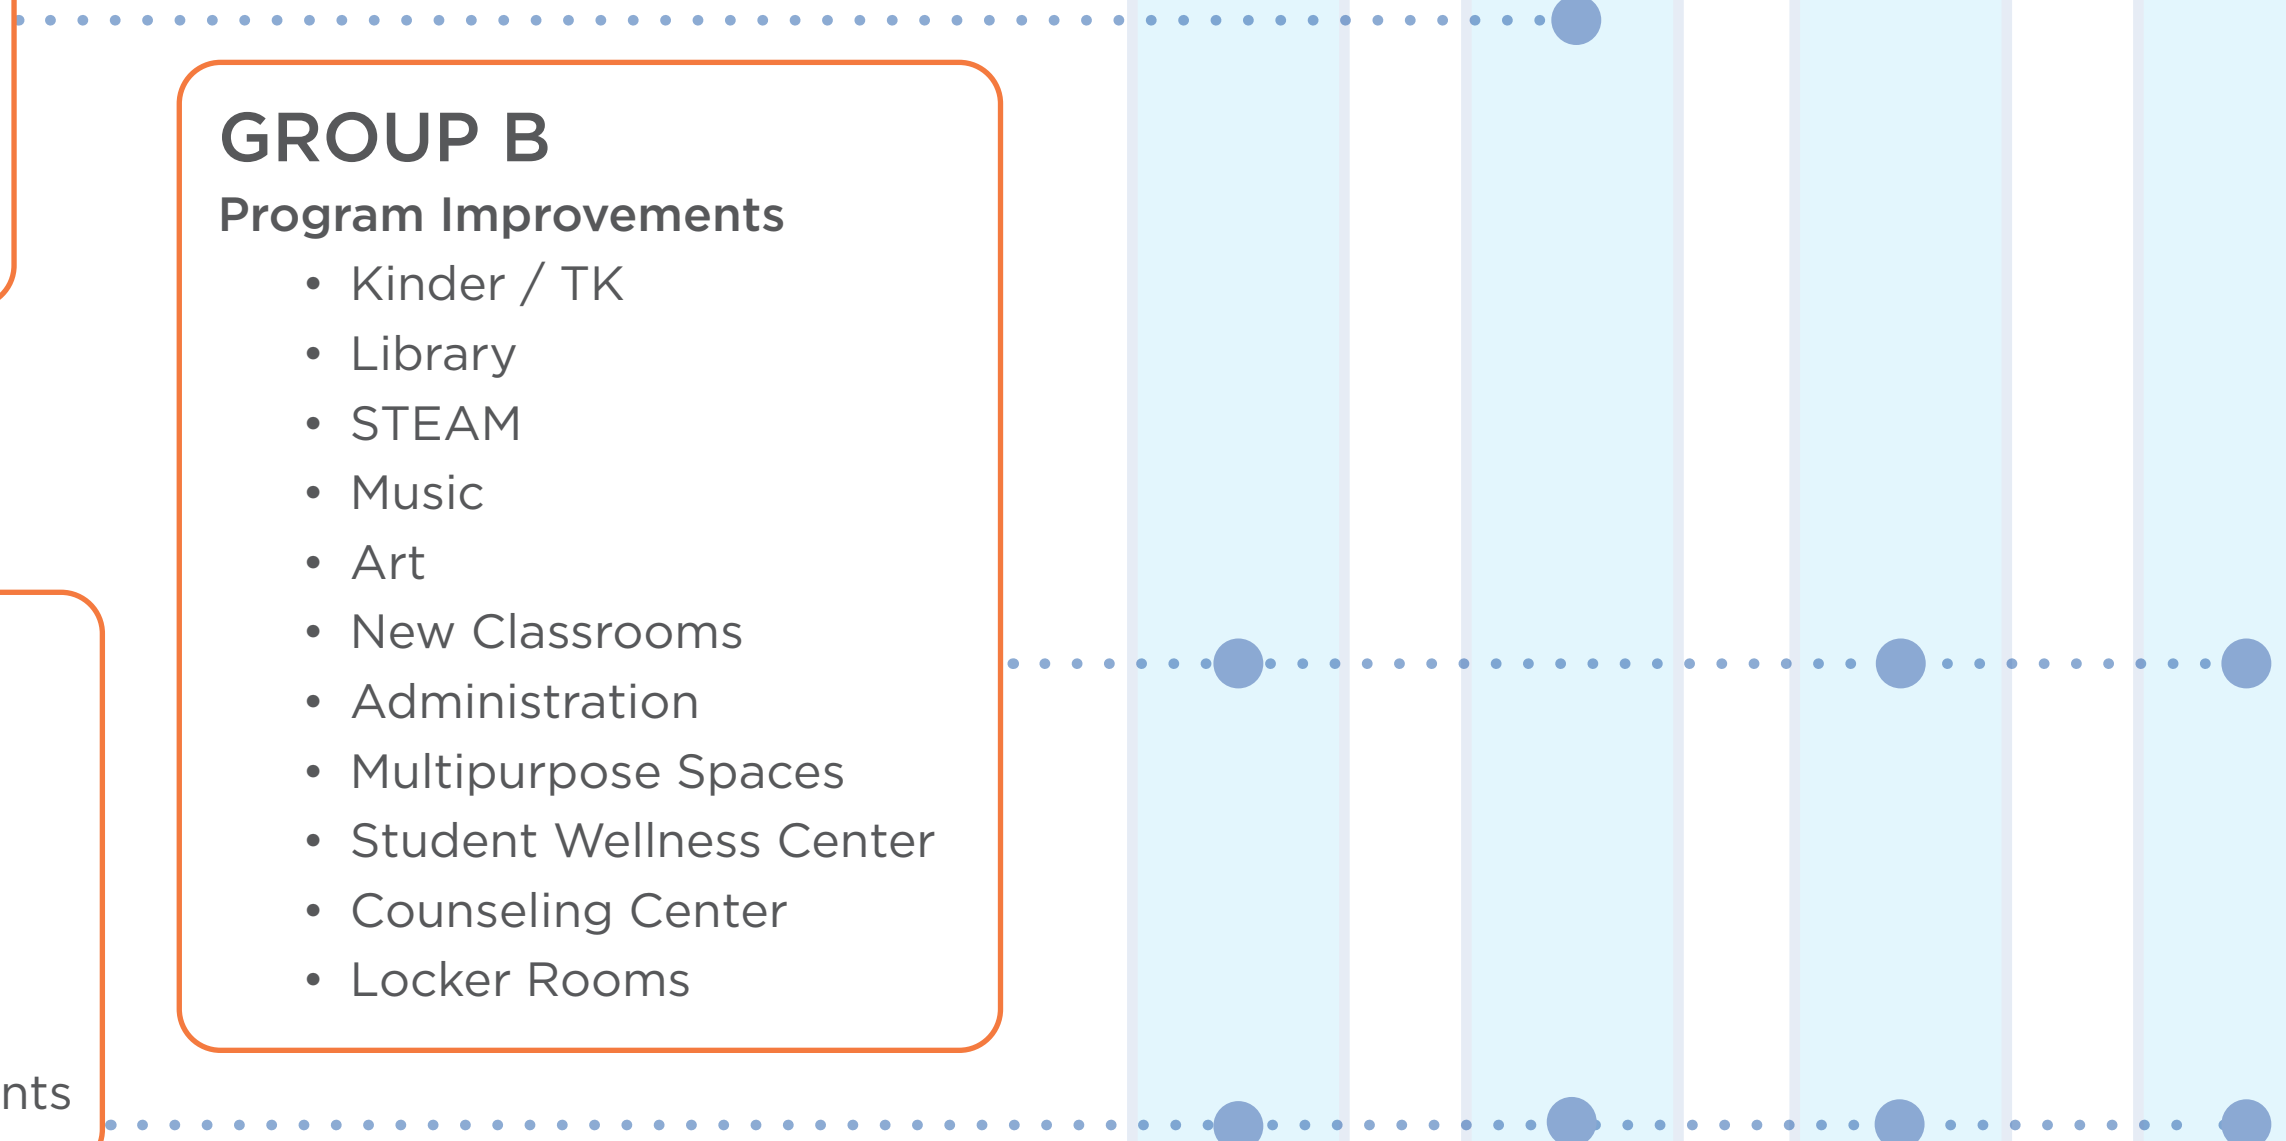 GROUP B
Program Improvements
• Kinder / TK
• Library
• STEAM
• Music
• Art
• New Classrooms
• Administration
• Multipurpose Spaces
• Student Wellness Center
• Counseling Center
• Locker Rooms
nts